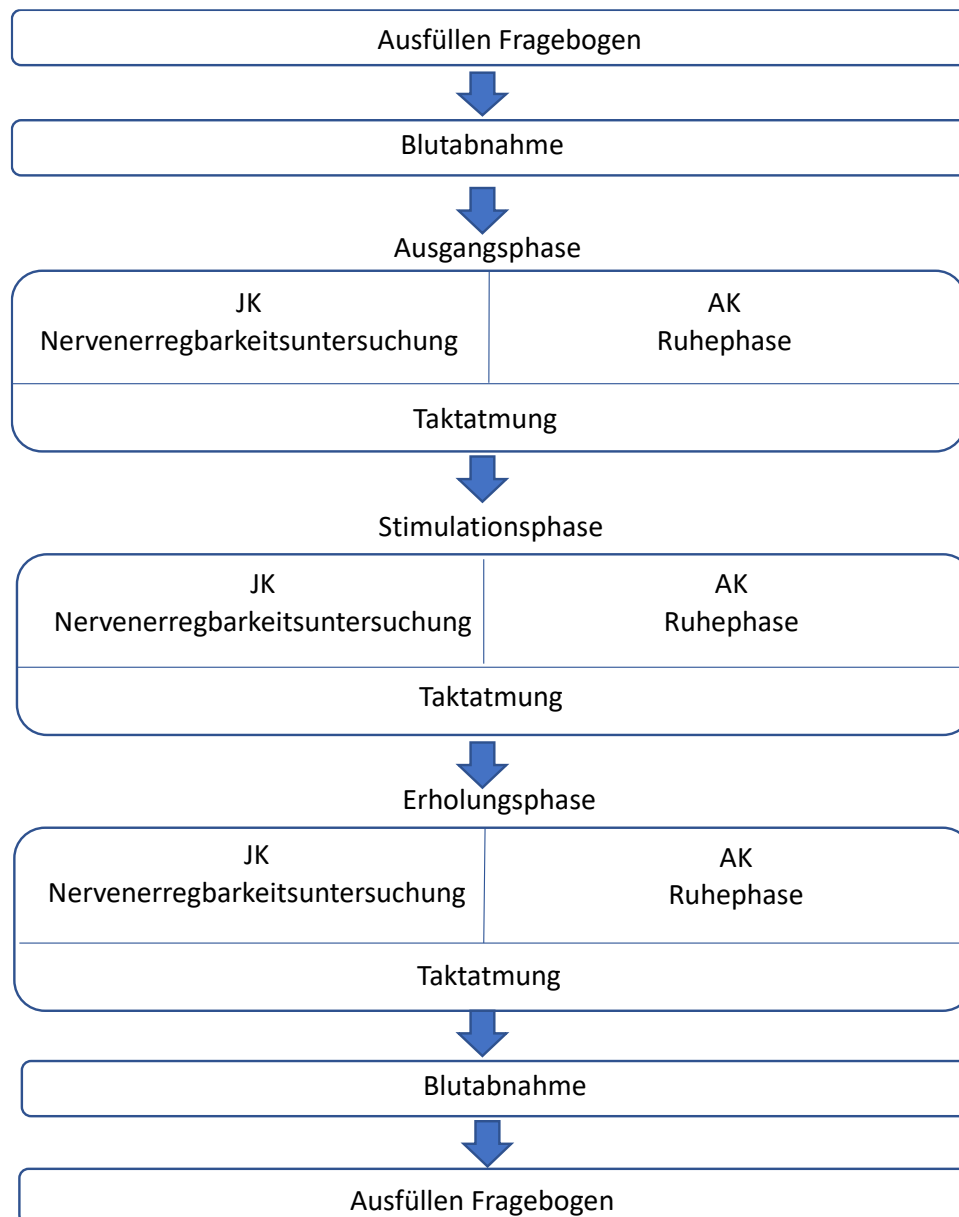 Ausfüllen Fragebogen
Blutabnahme
Ausgangsphase
JK
Nervenerregbarkeitsuntersuchung
AK
Ruhephase
Taktatmung
Stimulationsphase
JK
Nervenerregbarkeitsuntersuchung
AK
Ruhephase
Taktatmung
Erholungsphase
JK
Nervenerregbarkeitsuntersuchung
AK
Ruhephase
Taktatmung
Blutabnahme
Ausfüllen Fragebogen